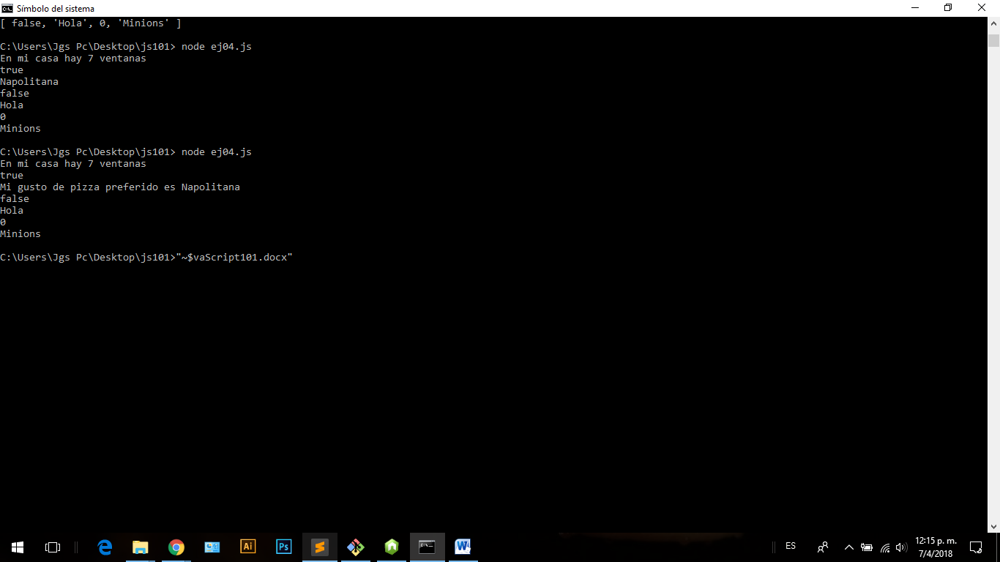 Símbolo del sistema
[ false, 'Hola', 0, 'Minions' ]
C:\Users\Jgs Pc\Desktop\js101> node ej04.js
En mi casa hay 7 ventanas
true
Napolitana
false
Hola
0
Minions
C:\Users\Jgs Pc\Desktop\js101> node ej04.js
En mi casa hay 7 ventanas
true
Mi gusto de pizza preferido es Napolitana
false
Hola
0
Minions
C:\Users\Jgs Pc\Desktop\js101>"~$vaScript101.docx"
Ai
Ps
ES
12:15 p. m.
7/4/2018